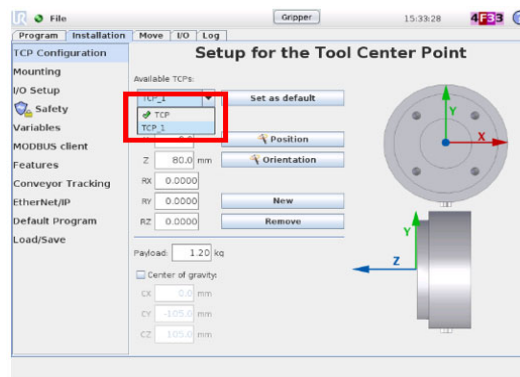 File
Gripper
15:33:28
4F33
Program Installation Move I/O Log
TCP Configuration
Setup for the Tool Center Point
Mounting
Available TCPs:
I/O Setup
TCP_1
Set as default
Safety
TCP
TCP_1
Variables
Position
MODBUS client
Z 80.0 mm
Orientation
Features
RX 0.0000
Conveyor Tracking
RY 0.0000
New
EtherNet/IP
RZ 0.0000
Remove
Default Program
Load/Save
Payload: 1.20 kg
Center of gravity:
CX 0.0 mm
CY -105.0 mm
CZ 105.0 mm
Y
X
Y
Z